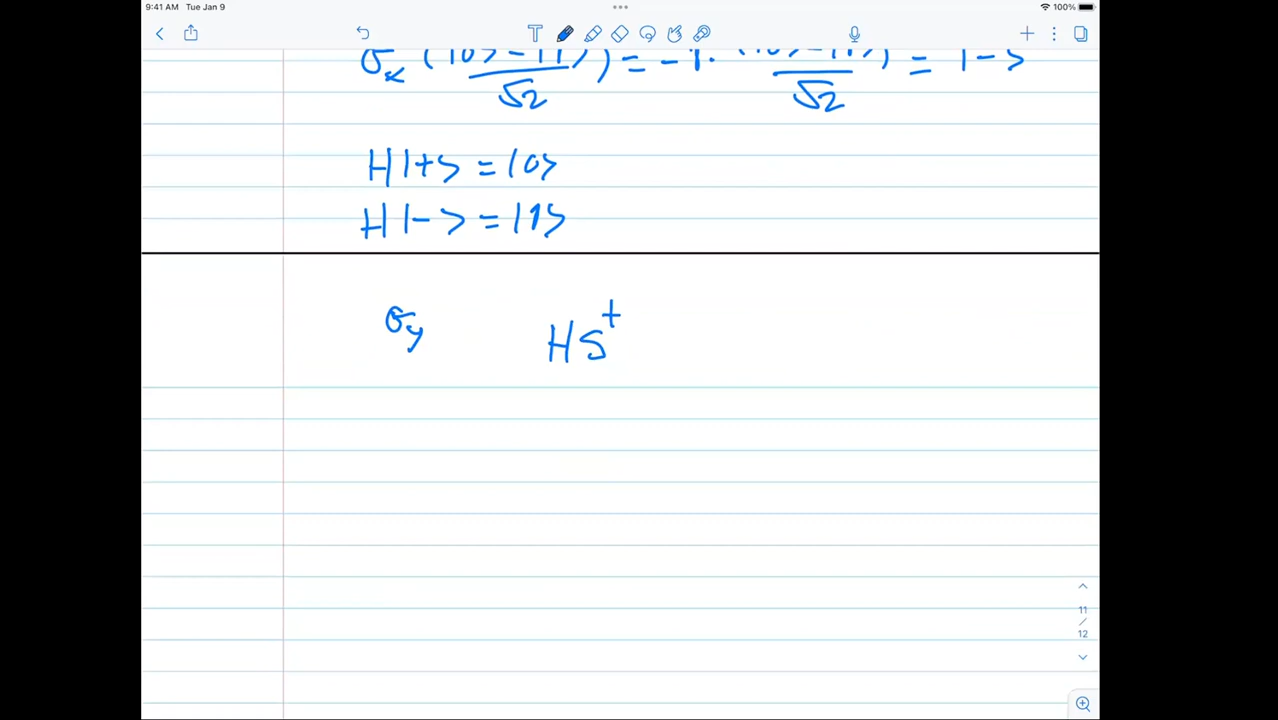 9:41 AM Tue Jan 9
100%
σx (|0> - |1>)/√2 = -1. (|0> - |1>)/√2 = |->
H|+> = |0>
H|-> = |1>
σy HS†
11
/
12